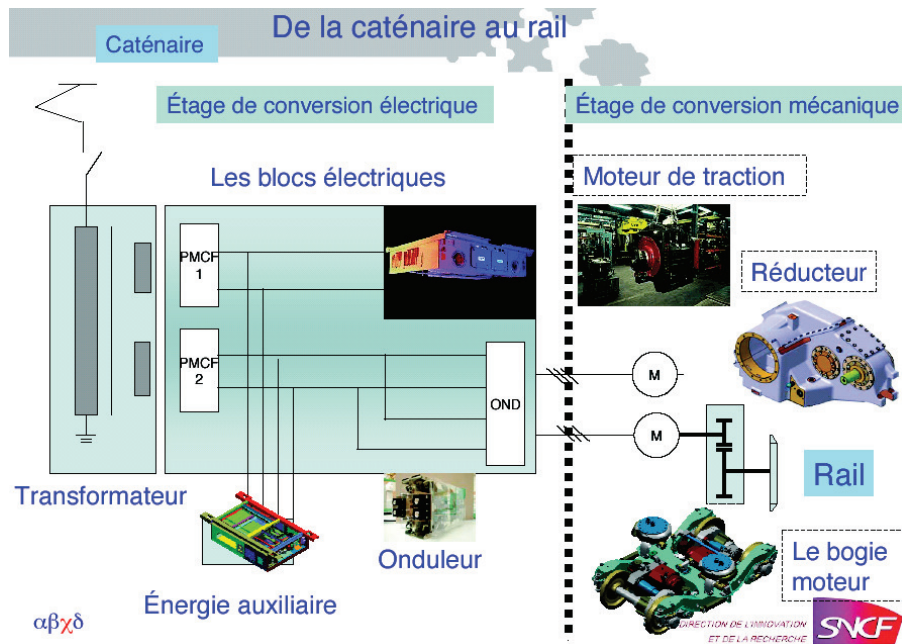 De la caténaire au rail
Caténaire
Étage de conversion électrique
Étage de conversion mécanique
Les blocs électriques
Moteur de traction
PMCF
1
Réducteur
PMCF
2
OND
M
M
Transformateur
Rail
Onduleur
Le bogie
moteur
Énergie auxiliaire
αβχδ
DIRECTION DE L'INNOVATION
ET DE LA RECHERCHE
SNCF